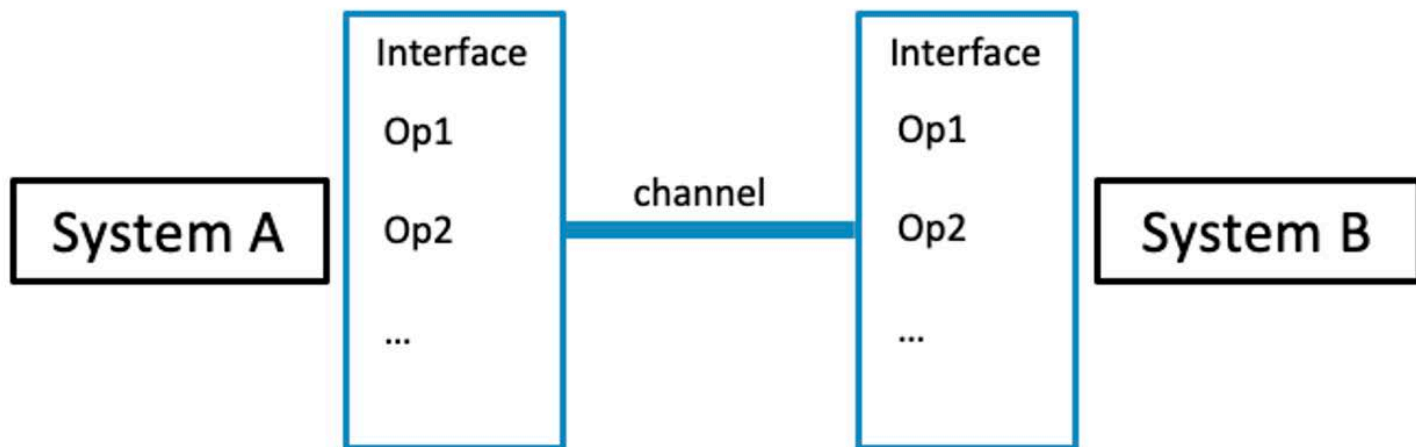 Interface
Op1
Op2
...
System A
channel
Interface
Op1
Op2
...
System B